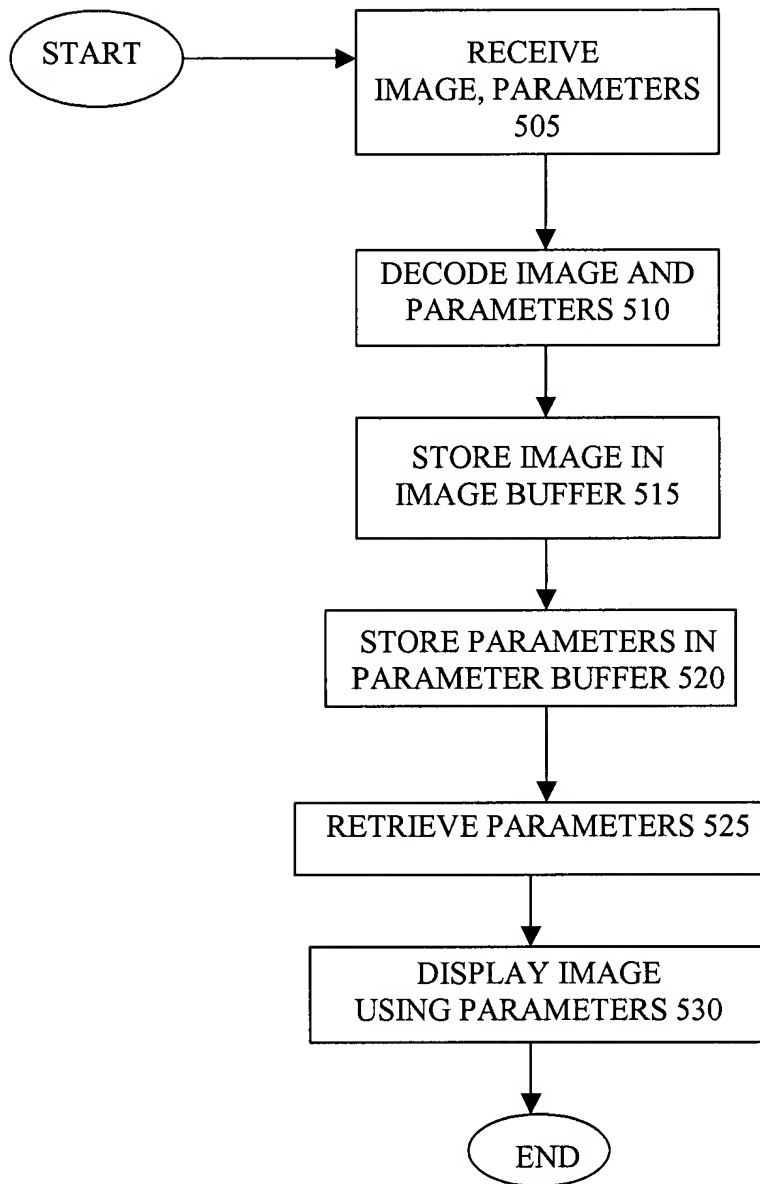 START
RECEIVE
IMAGE, PARAMETERS
505
DECODE IMAGE AND
PARAMETERS 510
STORE IMAGE IN
IMAGE BUFFER 515
STORE PARAMETERS IN
PARAMETER BUFFER 520
RETRIEVE PARAMETERS 525
DISPLAY IMAGE
USING PARAMETERS 530
END